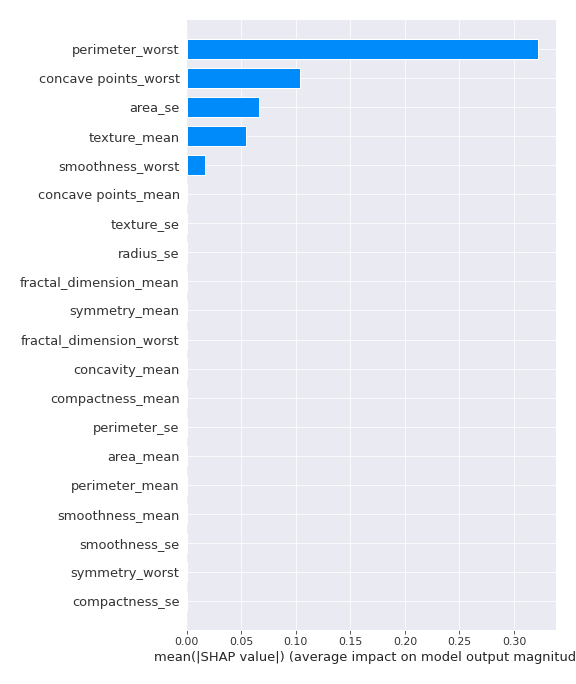 perimeter_worst
concave points_worst
area_se
texture_mean
smoothness_worst
concave points_mean
texture_se
radius_se
fractal_dimension_mean
symmetry_mean
fractal_dimension_worst
concavity_mean
compactness_mean
perimeter_se
area_mean
perimeter_mean
smoothness_mean
smoothness_se
symmetry_worst
compactness_se
0.00 0.05 0.10 0.15 0.20 0.25 0.30
mean(|SHAP value|) (average impact on model output magnitud